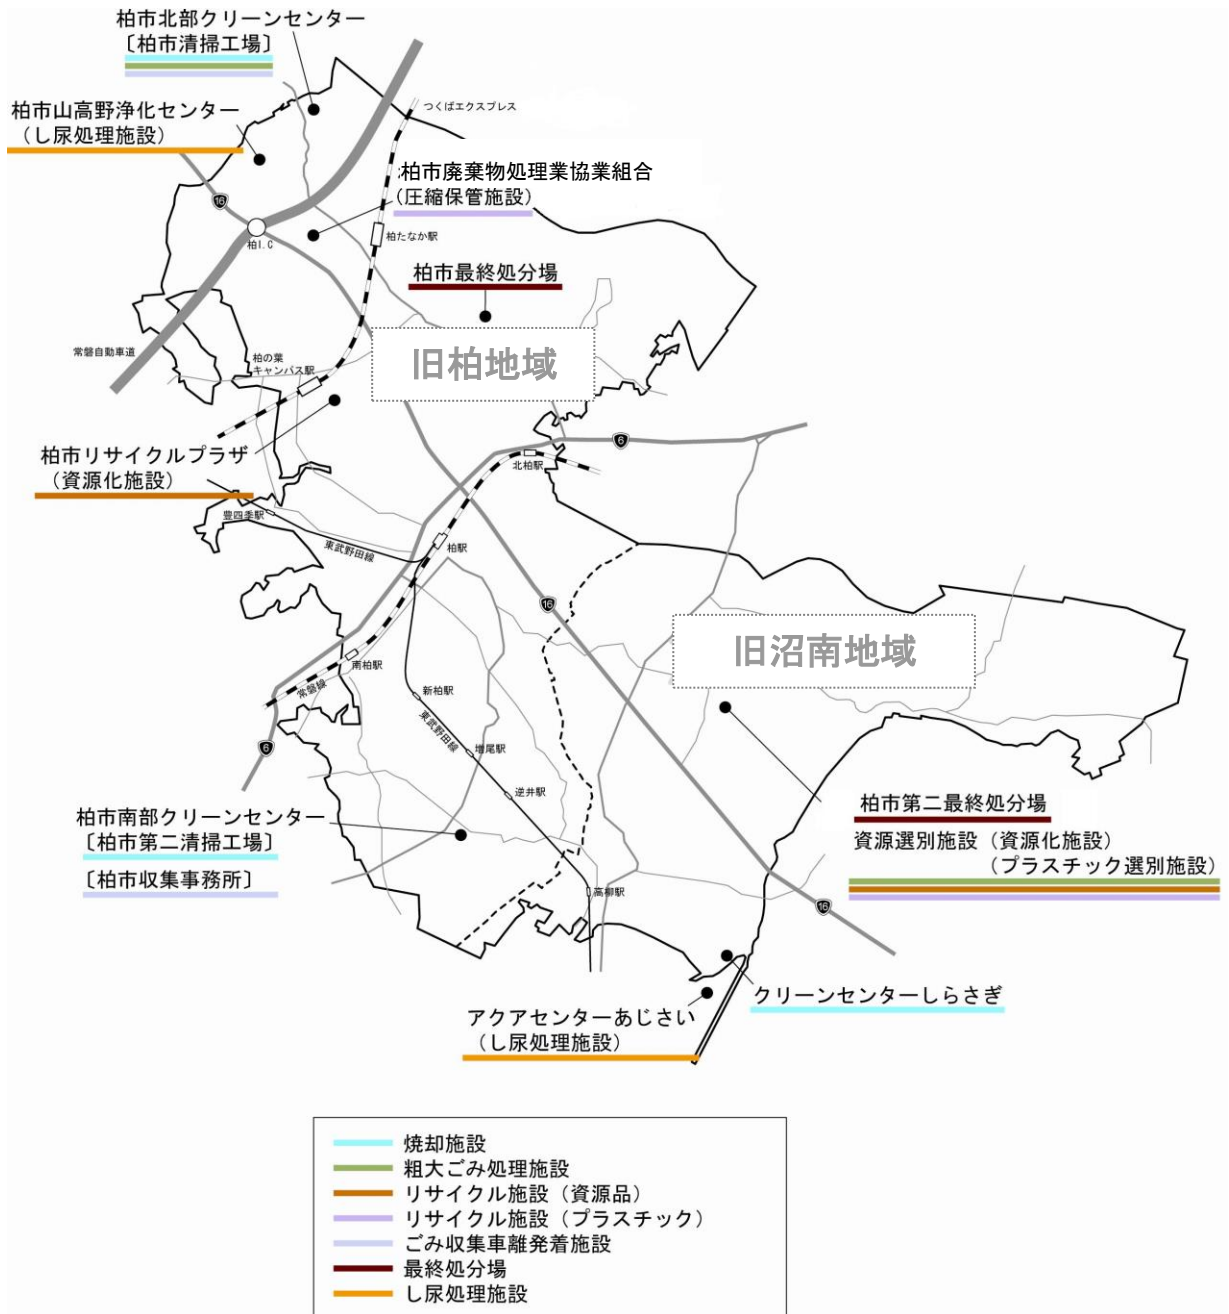 柏市北部クリーンセンター
〔柏市清掃工場〕
柏市山高野浄化センター
（し尿処理施設）
つくばエクスプレス
柏市廃棄物処理業協業組合
（圧縮保管施設）
16
柏I.C
柏たなか駅
柏市最終処分場
常磐自動車道
柏の葉
キャンパス駅
旧柏地域
柏市リサイクルプラザ
（資源化施設）
6
北柏駅
豊四季駅
東武野田線
柏駅
16
旧沼南地域
南柏駅
常磐線
新柏駅
東武野田線
増尾駅
6
逆井駅
柏市南部クリーンセンター
〔柏市第二清掃工場〕
〔柏市収集事務所〕
柏市第二最終処分場
資源選別施設（資源化施設）
（プラスチック選別施設）
高柳駅
16
クリーンセンターしらさぎ
アクアセンターあじさい
（し尿処理施設）
焼却施設
粗大ごみ処理施設
リサイクル施設（資源品）
リサイクル施設（プラスチック）
ごみ収集車離発着施設
最終処分場
し尿処理施設